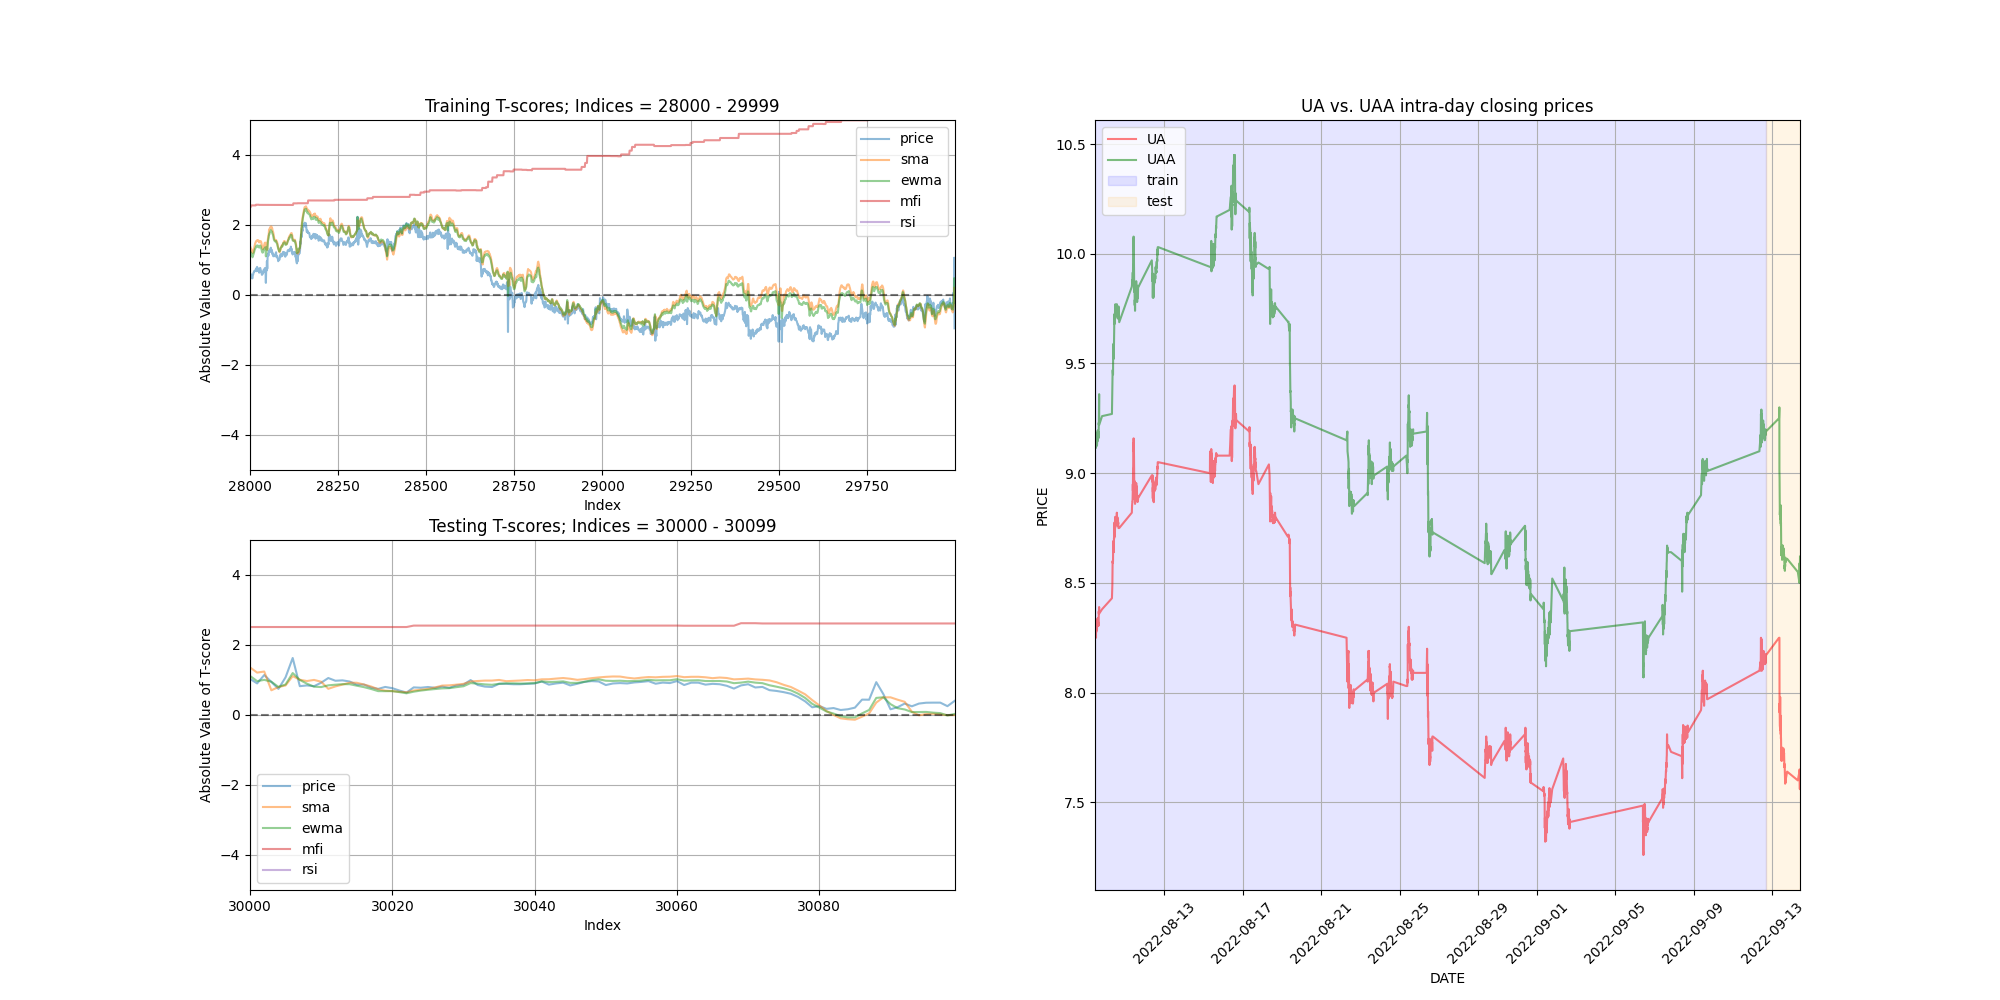 Training T-scores; Indices = 28000 - 29999
Absolute Value of T-score
4
2
0
−2
−4
price
sma
ewma
mfi
rsi
28000 28250 28500 28750 29000 29250 29500 29750
Index
Testing T-scores; Indices = 30000 - 30099
Absolute Value of T-score
4
2
0
−2
−4
price
sma
ewma
mfi
rsi
30000 30020 30040 30060 30080
Index
UA vs. UAA intra-day closing prices
PRICE
10.5
10.0
9.5
9.0
8.5
8.0
7.5
UA
UAA
train
test
2022-08-13 2022-08-17 2022-08-21 2022-08-25 2022-08-29 2022-09-01 2022-09-05 2022-09-09 2022-09-13
DATE